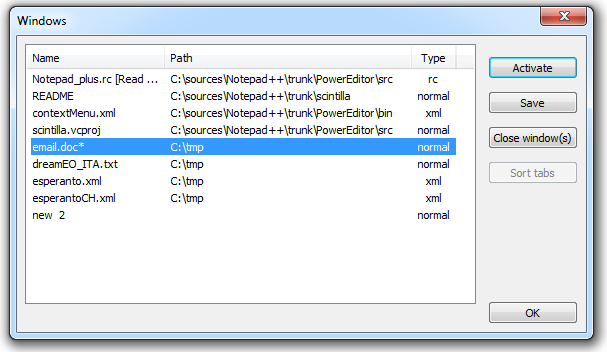 Windows
Name Path Type
Notepad_plus.rc [Read ... C:\sources\Notepad++\trunk\PowerEditor\src rc
README C:\sources\Notepad++\trunk\scintilla normal
contextMenu.xml C:\sources\Notepad++\trunk\PowerEditor\bin xml
scintilla.vcproj C:\sources\Notepad++\trunk\PowerEditor\src normal
email.doc* C:\tmp normal
dreamEO_ITA.txt C:\tmp normal
esperanto.xml C:\tmp xml
esperantoCH.xml C:\tmp xml
new 2 normal
Activate
Save
Close window(s)
Sort tabs
OK